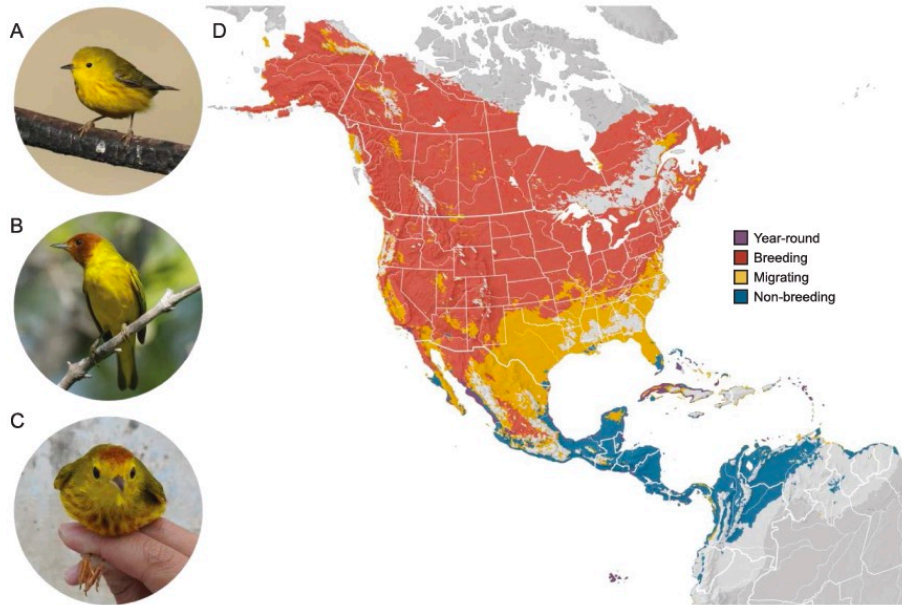 A
D
B
C
Year-round
Breeding
Migrating
Non-breeding